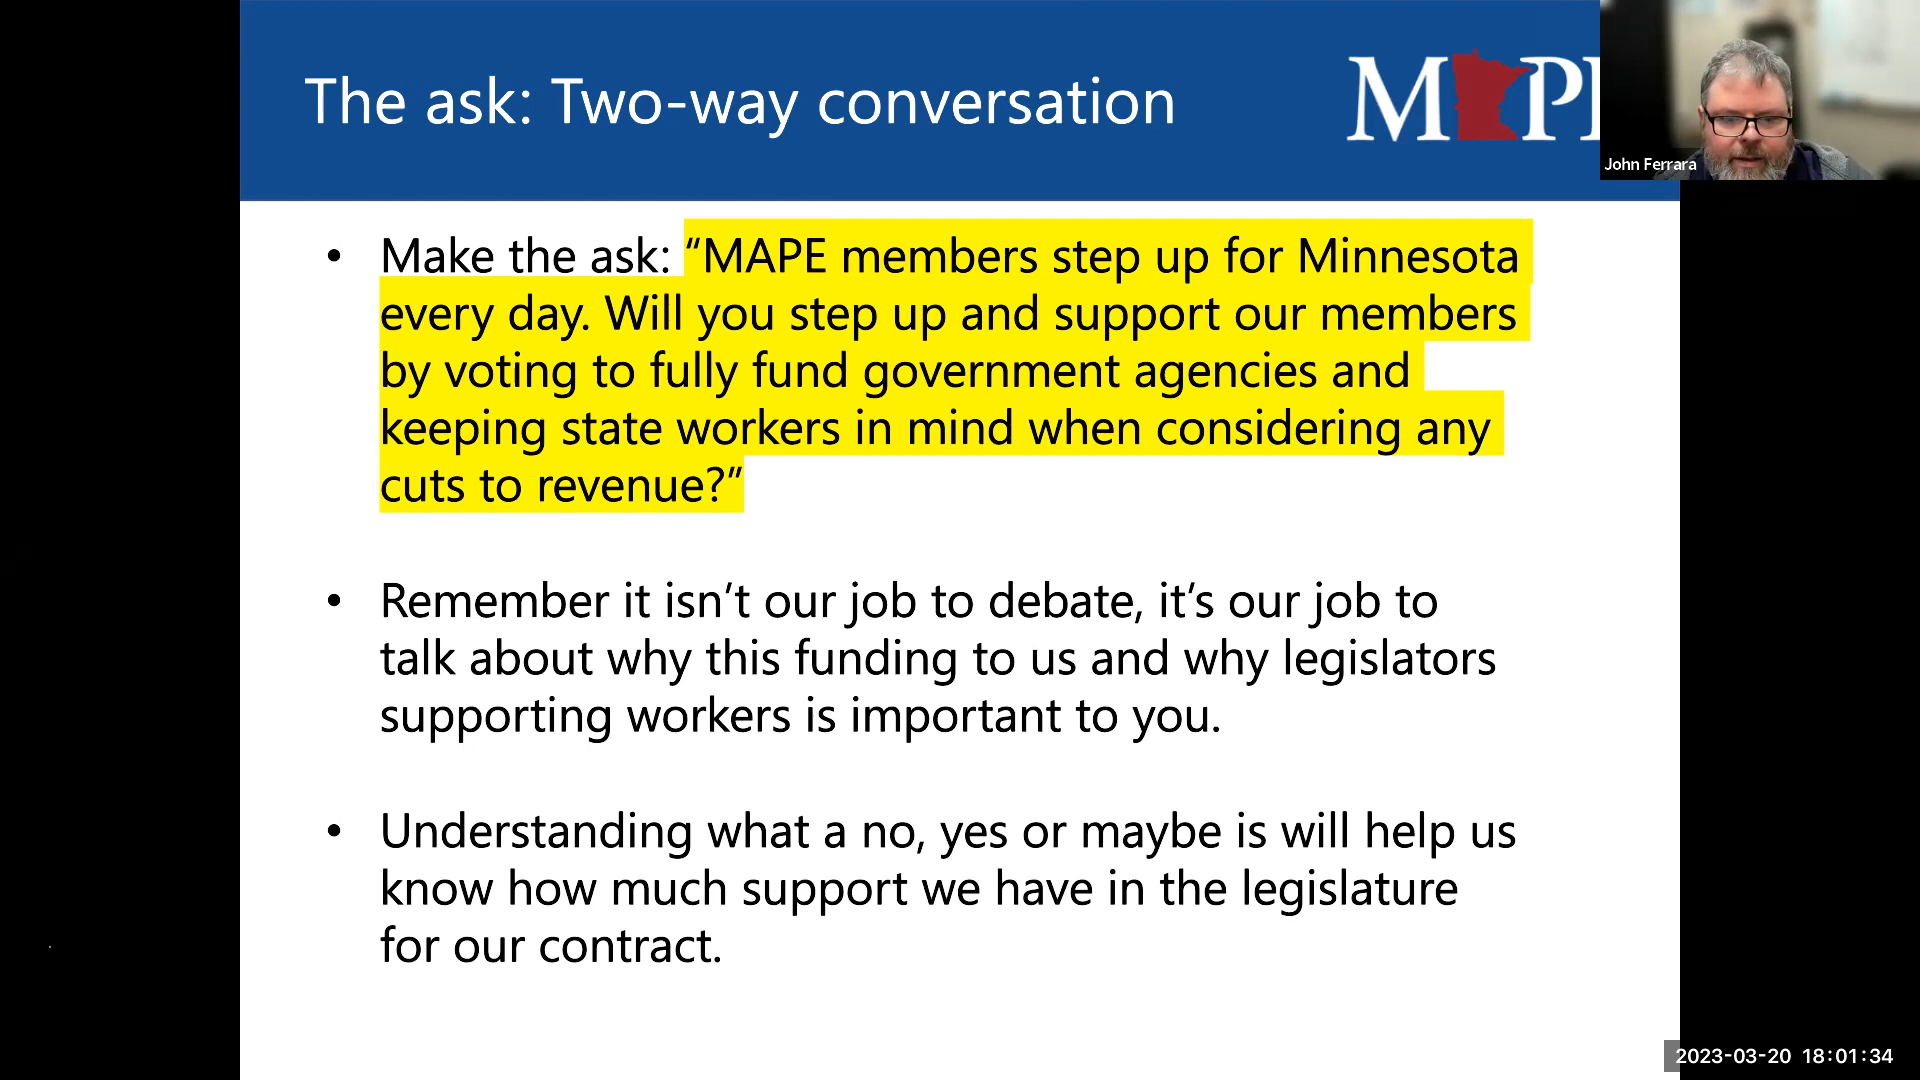 The ask: Two-way conversation
MAPE
John Ferrara
• Make the ask: “MAPE members step up for Minnesota
every day. Will you step up and support our members
by voting to fully fund government agencies and
keeping state workers in mind when considering any
cuts to revenue?”
• Remember it isn’t our job to debate, it’s our job to
talk about why this funding to us and why legislators
supporting workers is important to you.
• Understanding what a no, yes or maybe is will help us
know how much support we have in the legislature
for our contract.
2023-03-20 18:01:34